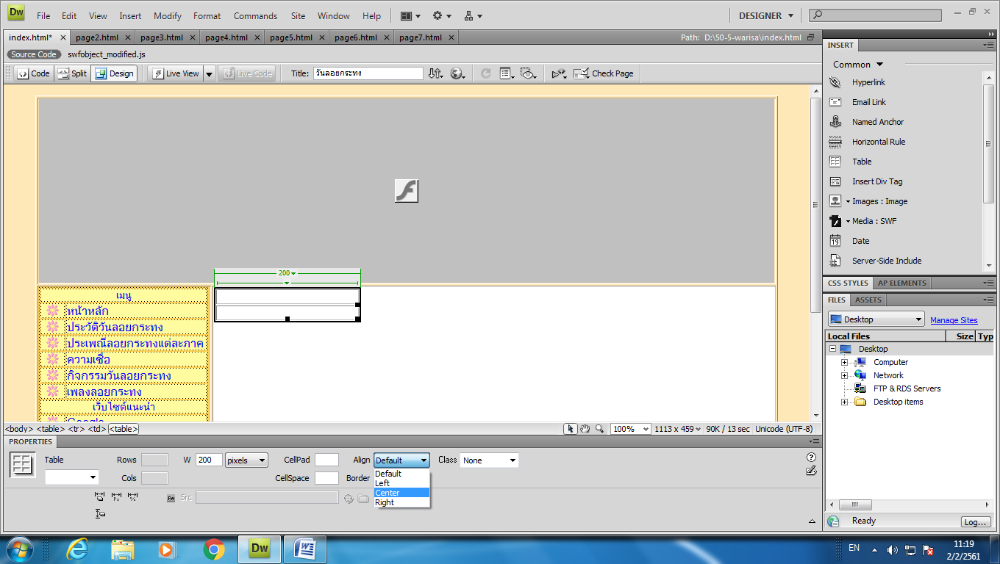 Dw File Edit View Insert Modify Format Commands Site Window Help DESIGNER
index.html* page2.html page3.html page4.html page5.html page6.html page7.html Path: D:\50-5-warisa\index.html
Source Code swfobject_modified.js
Code Split Design Live View Live Code Title: วันลอยกระทง Check Page
200
เมนู
หน้าหลัก
ประวัติวันลอยกระทง
ประเพณีลอยกระทงแต่ละภาค
ความเชื่อ
กิจกรรมวันลอยกระทง
เพลงลอยกระทง
เว็บไซต์แนะนำ
Google
<body> <table> <tr> <td> <table> 100% 1113 x 459 90K / 13 sec Unicode (UTF-8)
PROPERTIES
Table Rows W 200 pixels CellPad Align Default Class None
Cols CellSpace Border
Default
Left
Center
Right
Fw Src
INSERT
Common
Hyperlink
Email Link
Named Anchor
Horizontal Rule
Table
Insert Div Tag
Images : Image
Media : SWF
19 Date
Server-Side Include
CSS STYLES AP ELEMENTS
FILES ASSETS
Desktop Manage Sites
Local Files Size Typ
Desktop
Computer
Network
FTP & RDS Servers
Desktop items
Ready Log...
Dw W EN 11:19
2/2/2561